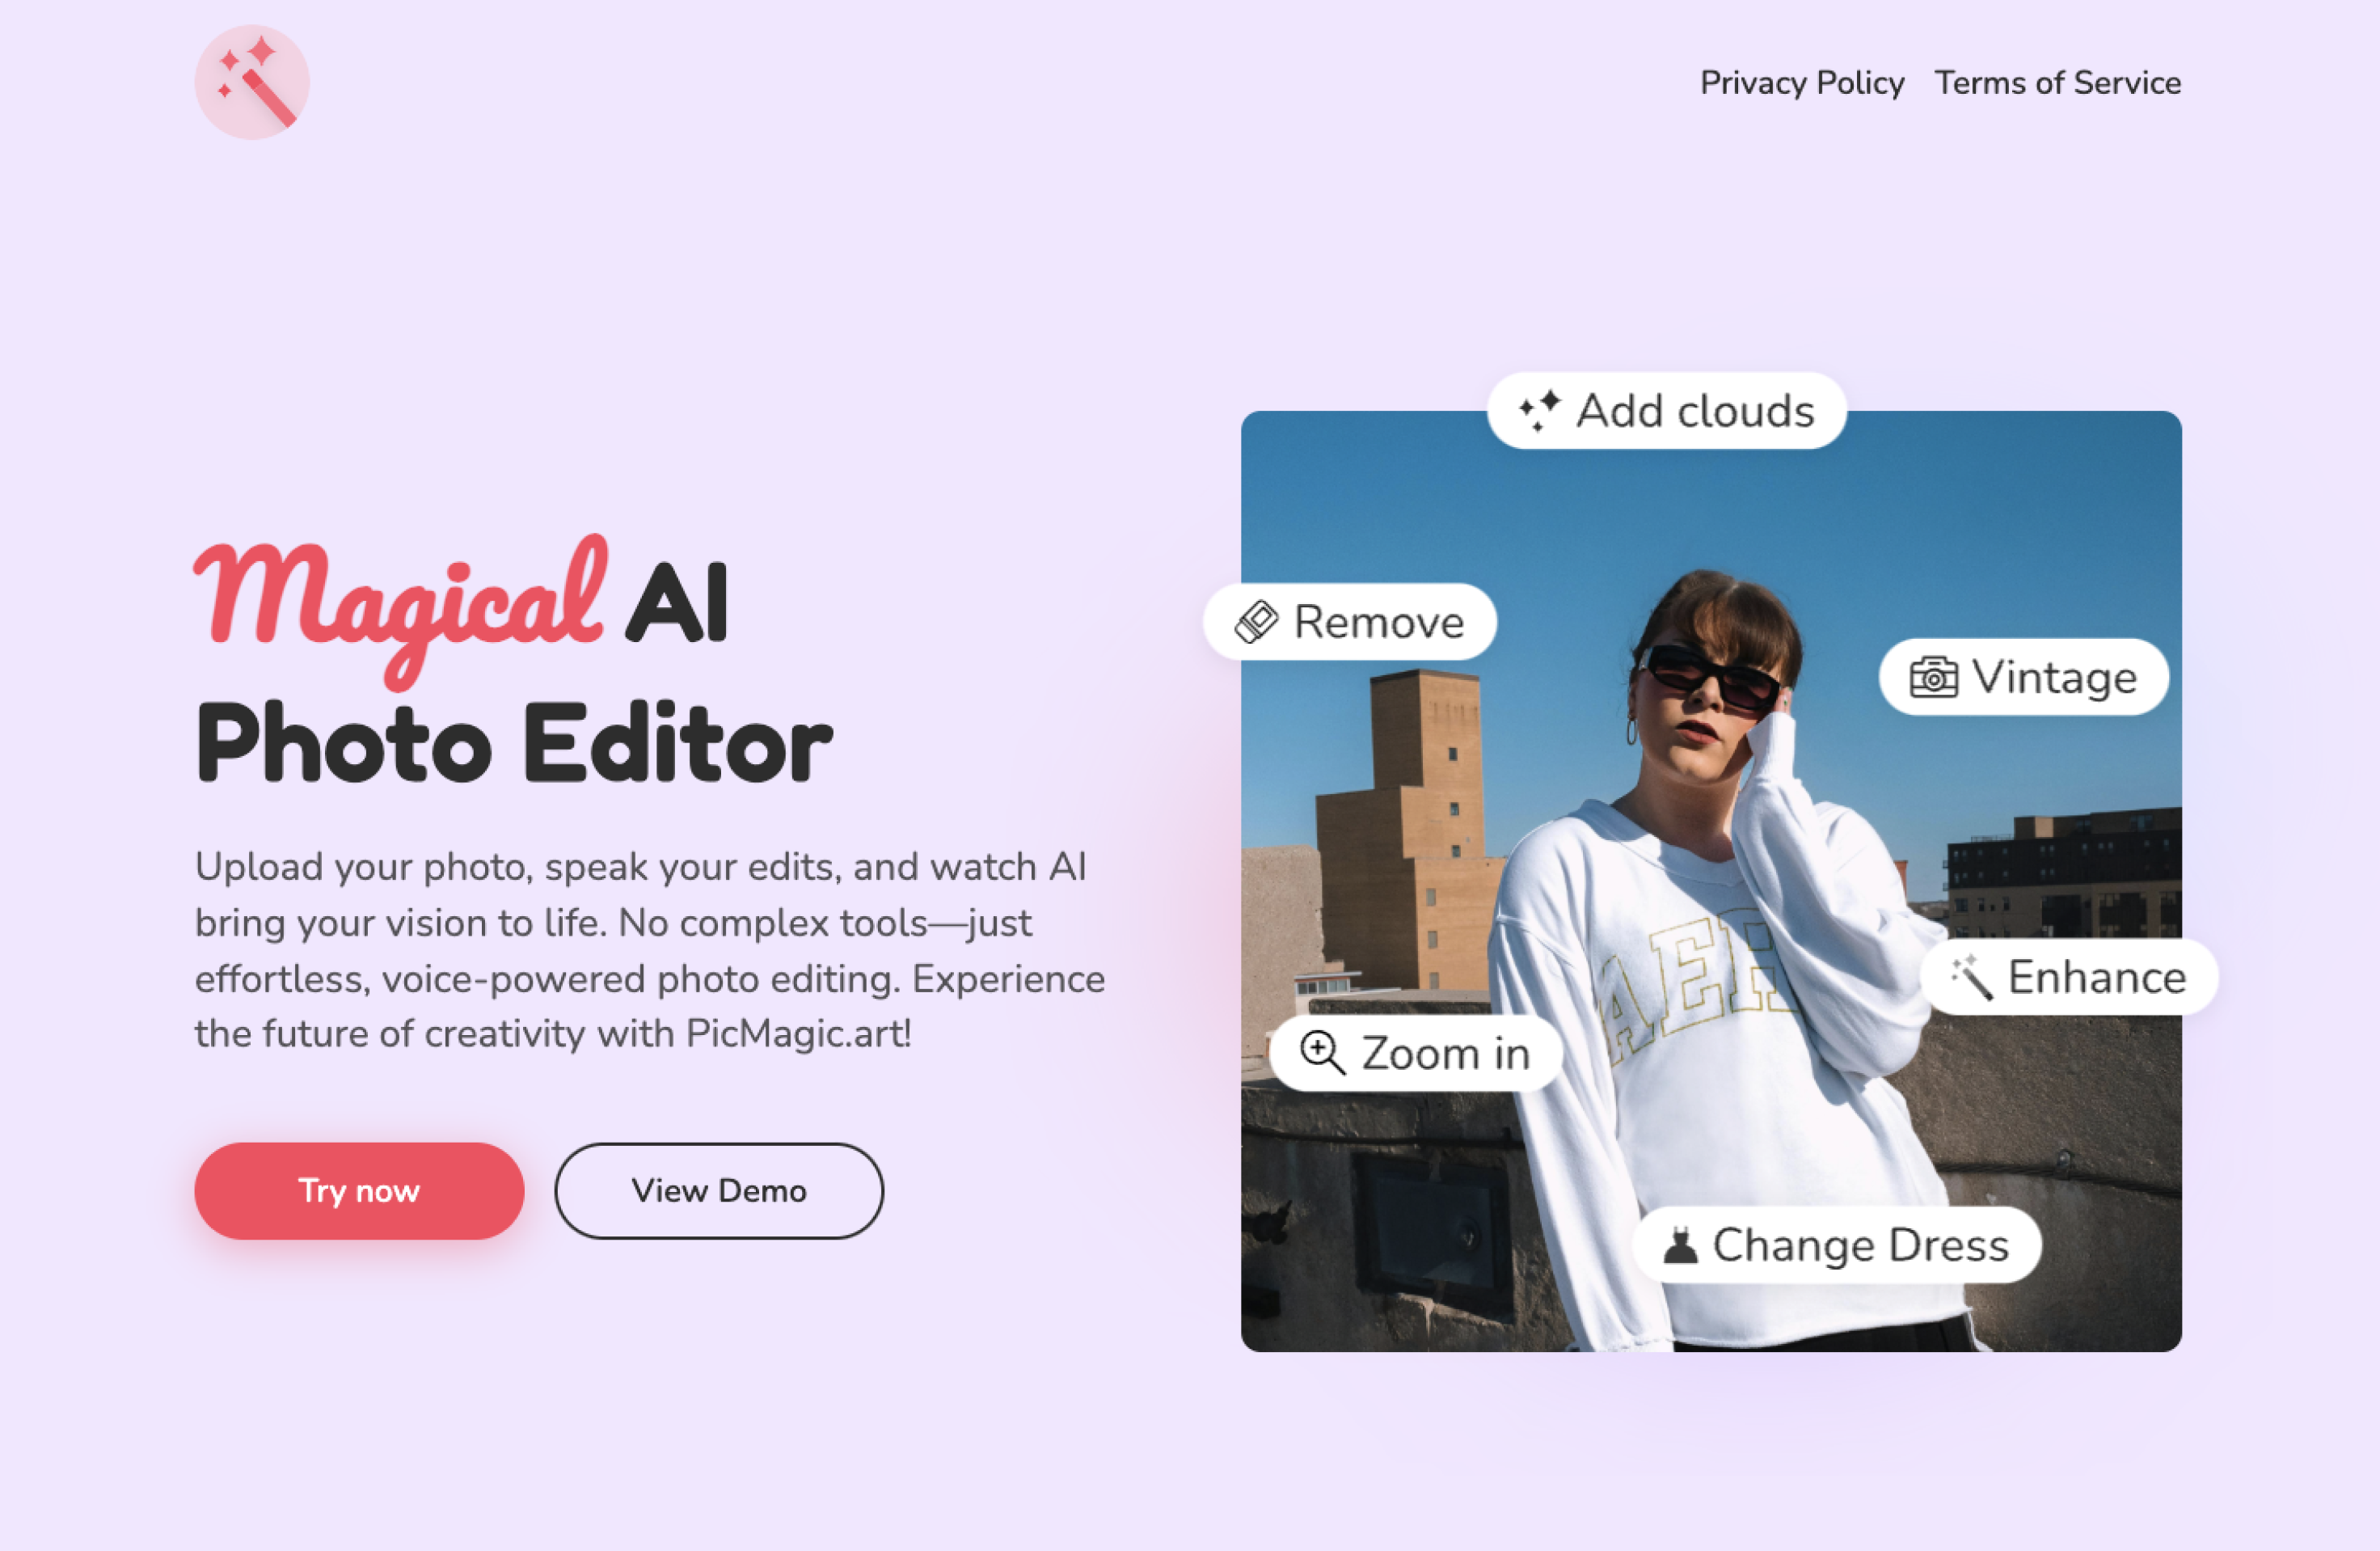 Privacy Policy Terms of Service
Magical AI
Photo Editor
Upload your photo, speak your edits, and watch AI
bring your vision to life. No complex tools—just
effortless, voice-powered photo editing. Experience
the future of creativity with PicMagic.art!
Try now
View Demo
Add clouds
Remove
Vintage
AER
Enhance
Zoom in
Change Dress